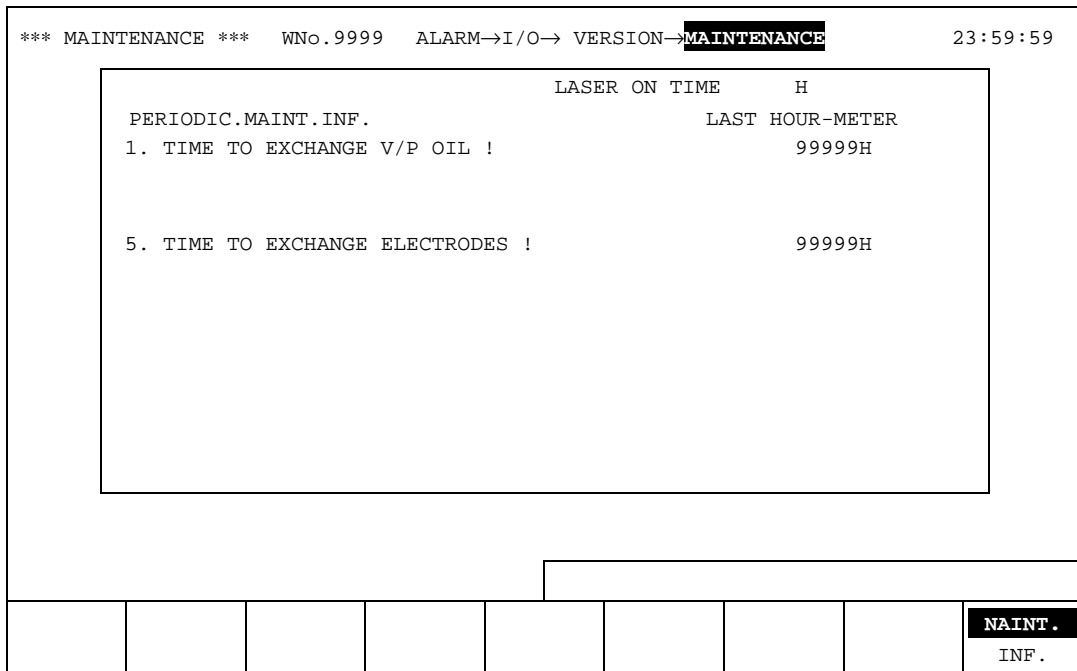 *** MAINTENANCE *** WNo.9999 ALARM→I/O→ VERSION→MAINTENANCE 23:59:59
LASER ON TIME H
PERIODIC.MAINT.INF. LAST HOUR-METER
1. TIME TO EXCHANGE V/P OIL ! 99999H
5. TIME TO EXCHANGE ELECTRODES ! 99999H
NAINT.
INF.